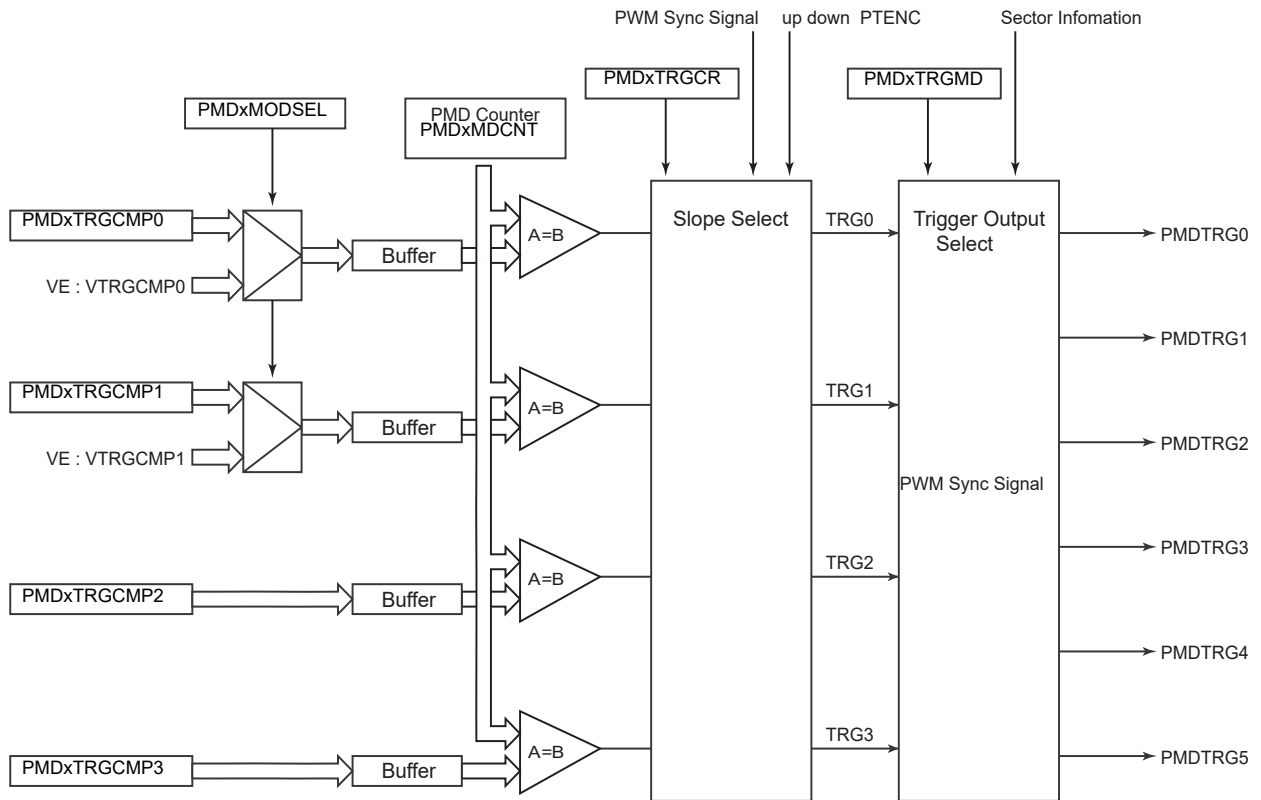 PWM Sync Signal
up down PTENC
Sector Infomation
PMDxTRGCR
PMDxTRGMD
PMDxMODSEL
PMD Counter
PMDxMDCNT
PMDxTRGCMP0
VE : VTRGCMP0
Buffer
A=B
Slope Select
TRG0
Trigger Output
Select
PMDTRG0
PMDTRG1
PMDxTRGCMP1
VE : VTRGCMP1
Buffer
A=B
TRG1
PMDTRG2
PWM Sync Signal
PMDTRG3
PMDxTRGCMP2
Buffer
A=B
TRG2
PMDTRG4
PMDxTRGCMP3
Buffer
A=B
TRG3
PMDTRG5